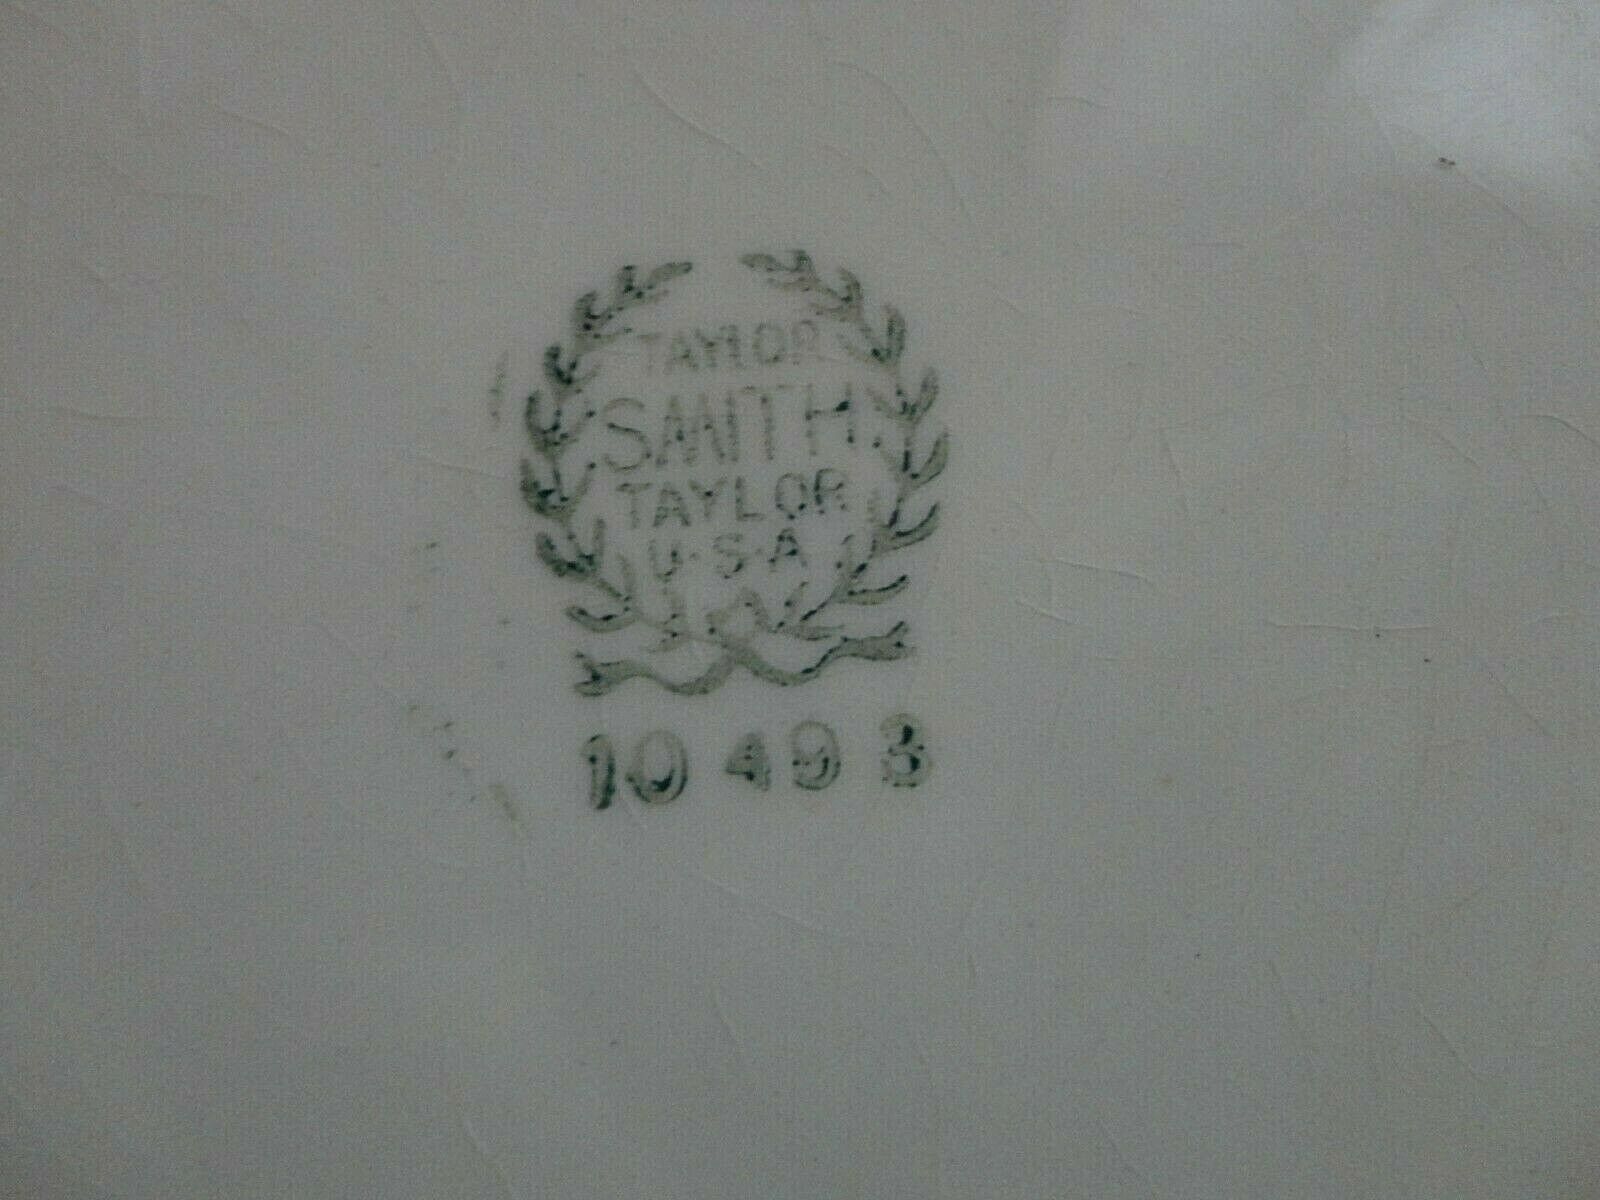 TAYLOR
SMITH
TAYLOR
U·S·A
10 49 3